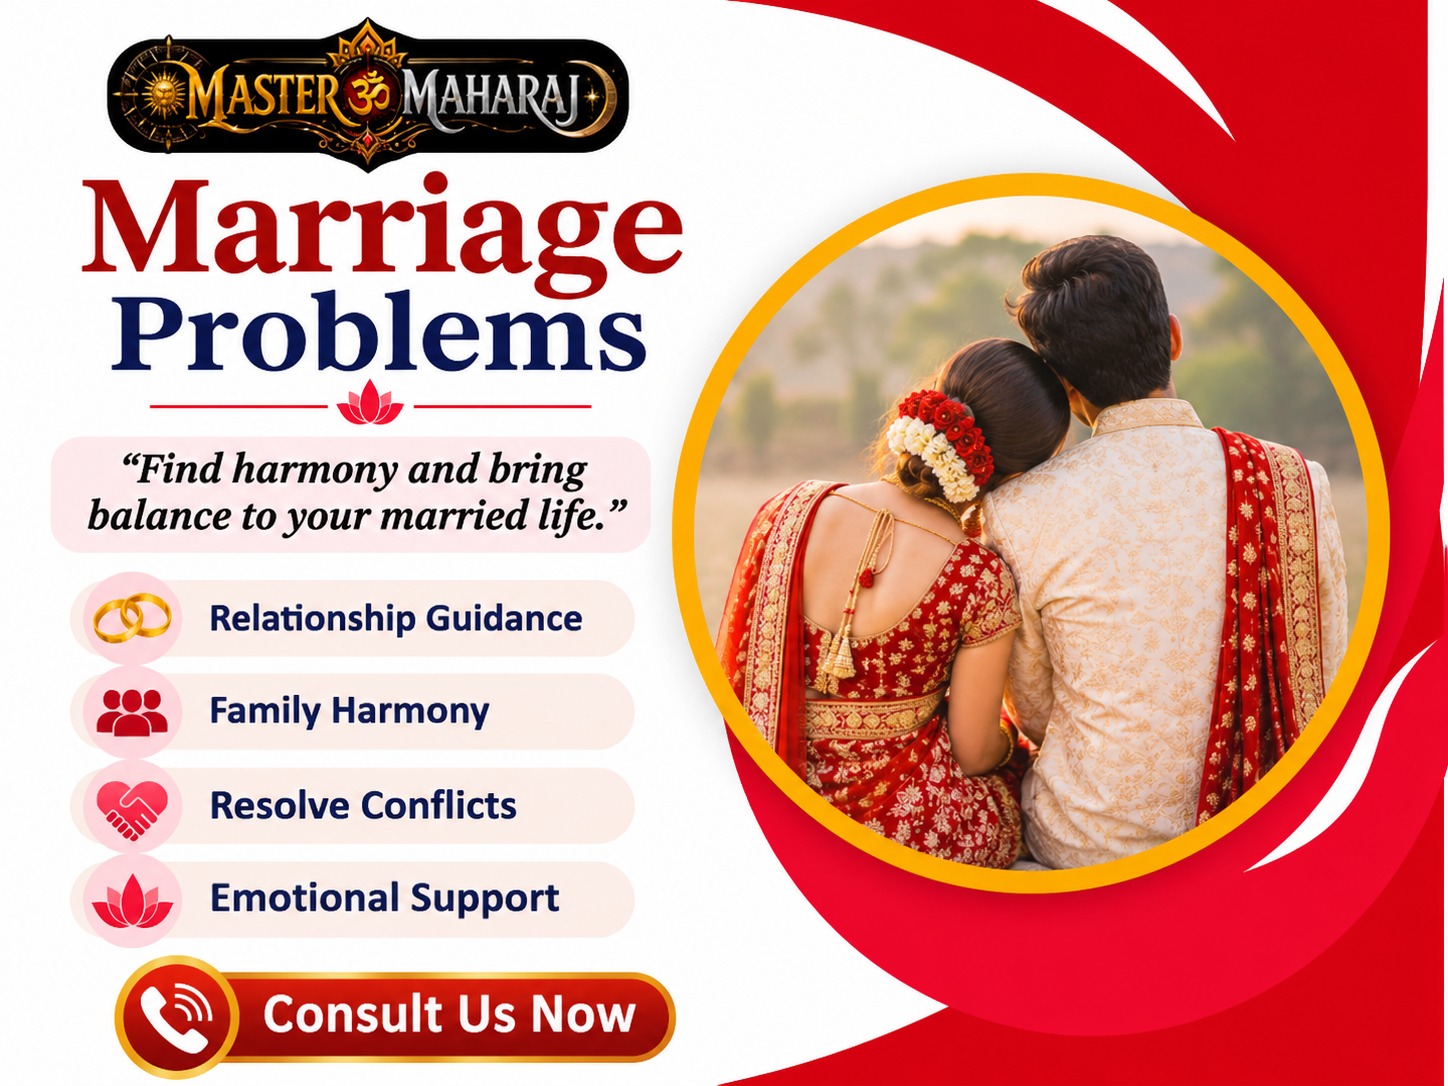 MASTER ॐ MAHARAJ
Marriage
Problems
“Find harmony and bring
balance to your married life.”
Relationship Guidance
Family Harmony
Resolve Conflicts
Emotional Support
Consult Us Now